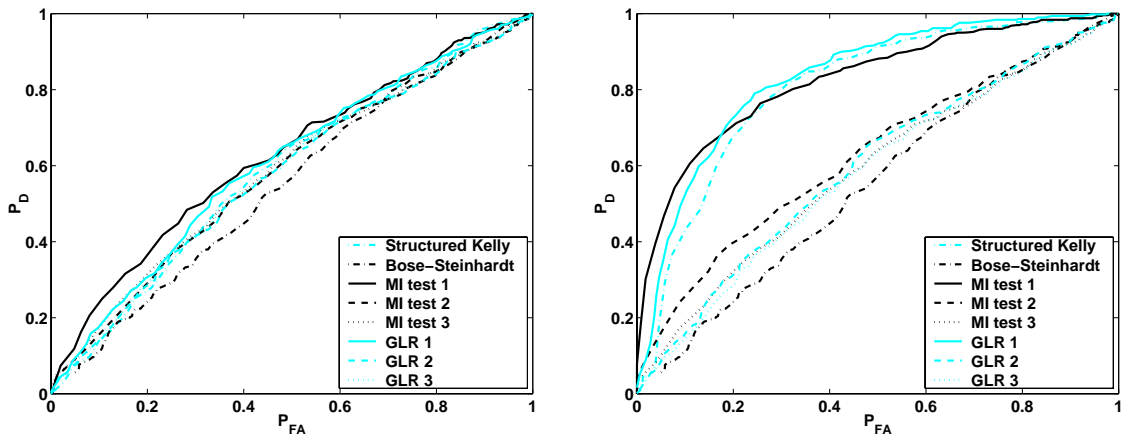 1
0.8
0.6
0.4
0.2
0
P_D
Structured Kelly
Bose−Steinhardt
MI test 1
MI test 2
MI test 3
GLR 1
GLR 2
GLR 3
0 0.2 0.4 0.6 0.8 1
P_FA
1
0.8
0.6
0.4
0.2
0
P_D
Structured Kelly
Bose−Steinhardt
MI test 1
MI test 2
MI test 3
GLR 1
GLR 2
GLR 3
0 0.2 0.4 0.6 0.8 1
P_FA